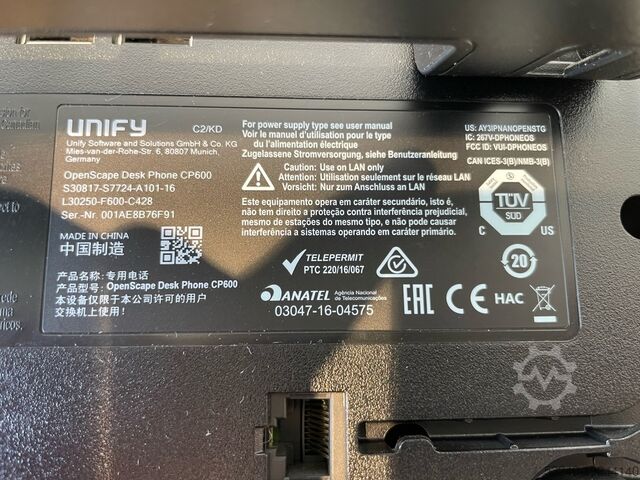 UNIFY C2/KD
Unify Software and Solutions GmbH & Co. KG
Mies-van-der-Rohe-Str. 6, 80807 Munich,
Germany
OpenScape Desk Phone CP600
S30817-S7724-A101-16
L30250-F600-C428
Ser.-Nr. 001AE8B76F91
MADE IN CHINA
中国制造
产品名称：专用电话
产品型号：OpenScape Desk Phone CP600
本设备仅限于本公司许可的用户
交换机上使用！
For power supply type see user manual
Voir le manuel d'utilisation pour le type
du l'alimentation électrique
Zugelassene Stromversorgung, siehe Benutzeranleitung
Caution: Use on LAN only
Attention: utilisation seulement sur le réseau LAN
Vorsicht: Nur zum Anschluss an LAN
Este equipamento opera em caráter secundário, isto é,
não tem direito a proteção contra interferência prejudicial,
mesmo de estações do mesmo tipo, e não pode causar
interferência a sistemas operando em caráter primário.
TELEPERMIT
PTC 220/16/067
ANATEL
Agência Nacional
de Telecomunicações
03047-16-04575
US: AY3IPNANOPENSTG
IC: 267V-OPHONEOS
FCC ID: VUI-DPHONEOS
CAN ICES-3(B)/NMB-3(B)
TÜV
SÜD
C US
20
EAC CE HAC